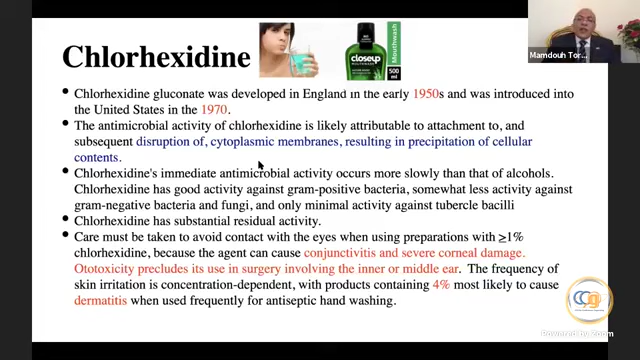 Chlorhexidine
closeup
MOUTHWASH
Mouthwash
500
ml
Mamdouh Tor...
• Chlorhexidine gluconate was developed in England in the early 1950s and was introduced into
the United States in the 1970.
• The antimicrobial activity of chlorhexidine is likely attributable to attachment to, and
subsequent disruption of, cytoplasmic membranes, resulting in precipitation of cellular
contents.
• Chlorhexidine's immediate antimicrobial activity occurs more slowly than that of alcohols.
Chlorhexidine has good activity against gram-positive bacteria, somewhat less activity against
gram-negative bacteria and fungi, and only minimal activity against tubercle bacilli
• Chlorhexidine has substantial residual activity.
• Care must be taken to avoid contact with the eyes when using preparations with ≥1%
chlorhexidine, because the agent can cause conjunctivitis and severe corneal damage.
Ototoxicity precludes its use in surgery involving the inner or middle ear. The frequency of
skin irritation is concentration-dependent, with products containing 4% most likely to cause
dermatitis when used frequently for antiseptic hand washing.
Powered by Zoom